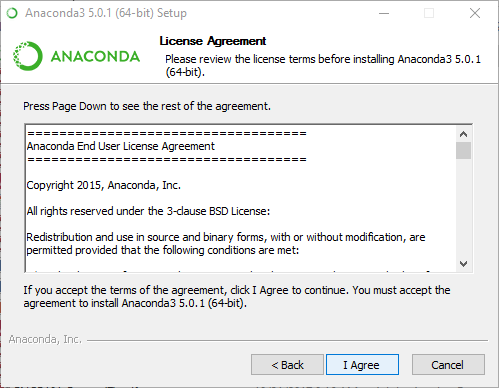 Anaconda3 5.0.1 (64-bit) Setup
ANACONDA
License Agreement
Please review the license terms before installing Anaconda3 5.0.1
(64-bit).
Press Page Down to see the rest of the agreement.
====================================
Anaconda End User License Agreement
====================================
Copyright 2015, Anaconda, Inc.
All rights reserved under the 3-clause BSD License:
Redistribution and use in source and binary forms, with or without modification, are
permitted provided that the following conditions are met:
If you accept the terms of the agreement, click I Agree to continue. You must accept the
agreement to install Anaconda3 5.0.1 (64-bit).
Anaconda, Inc.
< Back
I Agree
Cancel